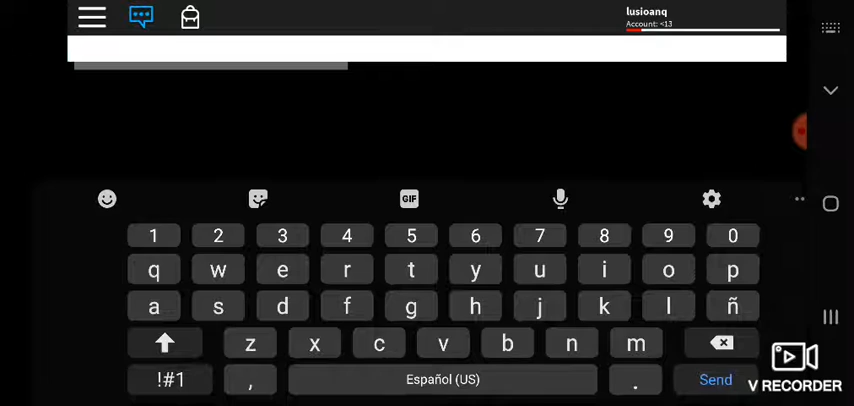 lusioanq
Account: <13
GIF
1 2 3 4 5 6 7 8 9 0
q w e r t y u i o p
a s d f g h j k l ñ
z x c v b n m
!#1 , Español (US) . Send
V RECORDER